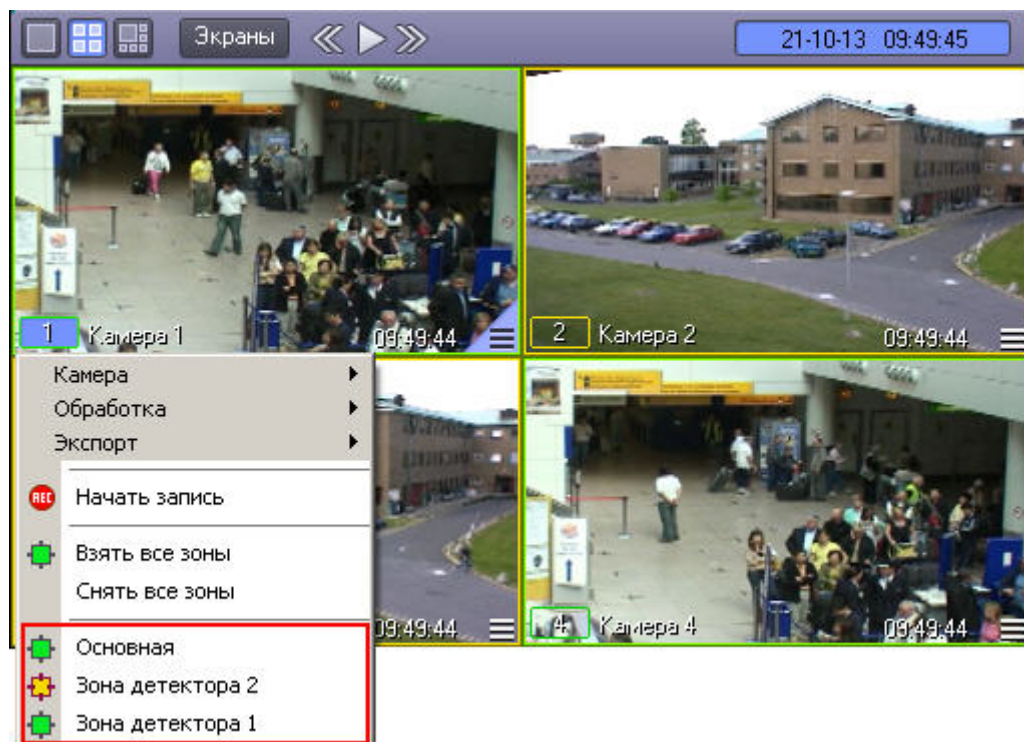 Экраны 21-10-13 09:49:45
1 Камера 1 09:49:44
2 Камера 2 09:49:44
Камера
Обработка
Экспорт
REC Начать запись
Взять все зоны
Снять все зоны
Основная
Зона детектора 2
Зона детектора 1
09:49:44
4 Камера 4 09:49:44